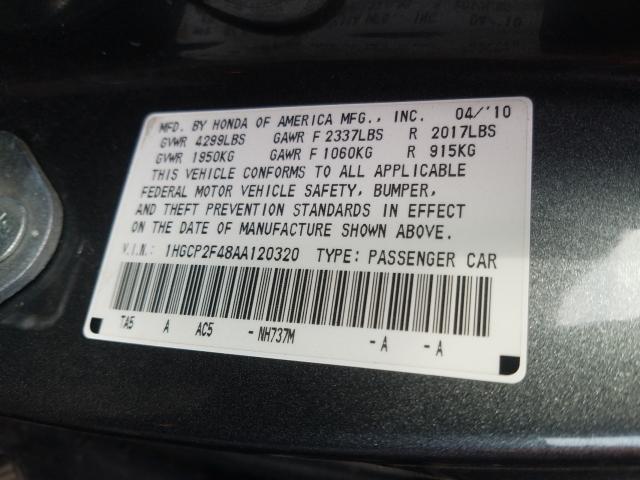 MFD. BY HONDA OF AMERICA MFG., INC. 04/'10
GVWR 4299LBS GAWR F 2337LBS R 2017LBS
GVWR 1950KG GAWR F 1060KG R 915KG
THIS VEHICLE CONFORMS TO ALL APPLICABLE
FEDERAL MOTOR VEHICLE SAFETY, BUMPER,
AND THEFT PREVENTION STANDARDS IN EFFECT
ON THE DATE OF MANUFACTURE SHOWN ABOVE.
V.I.N.: 1HGCP2F48AA120320 TYPE: PASSENGER CAR
TA5 A AC5 -NH737M -A -A